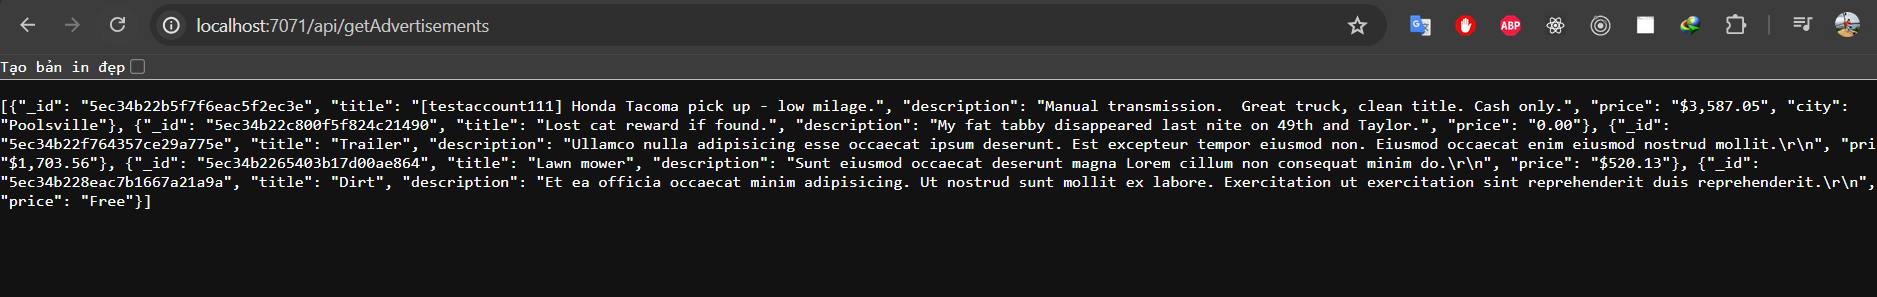 localhost:7071/api/getAdvertisements
ABP
Tạo bản in đẹp
[{"_id": "5ec34b22b5f7f6eac5f2ec3e", "title": "[testaccount111] Honda Tacoma pick up - low milage.", "description": "Manual transmission.  Great truck, clean title. Cash only.", "price": "$3,587.05", "city":
"Poolsville"}, {"_id": "5ec34b22c800f5f824c21490", "title": "Lost cat reward if found.", "description": "My fat tabby disappeared last nite on 49th and Taylor.", "price": "0.00"}, {"_id":
"5ec34b22f764357ce29a775e", "title": "Trailer", "description": "Ullamco nulla adipisicing esse occaecat ipsum deserunt. Est excepteur tempor eiusmod non. Eiusmod occaecat enim eiusmod nostrud mollit.\r\n", "pri
"$1,703.56"}, {"_id": "5ec34b2265403b17d00ae864", "title": "Lawn mower", "description": "Sunt eiusmod occaecat deserunt magna Lorem cillum non consequat minim do.\r\n", "price": "$520.13"}, {"_id":
"5ec34b228eac7b1667a21a9a", "title": "Dirt", "description": "Et ea officia occaecat minim adipisicing. Ut nostrud sunt mollit ex labore. Exercitation ut exercitation sint reprehenderit duis reprehenderit.\r\n",
"price": "Free"}]